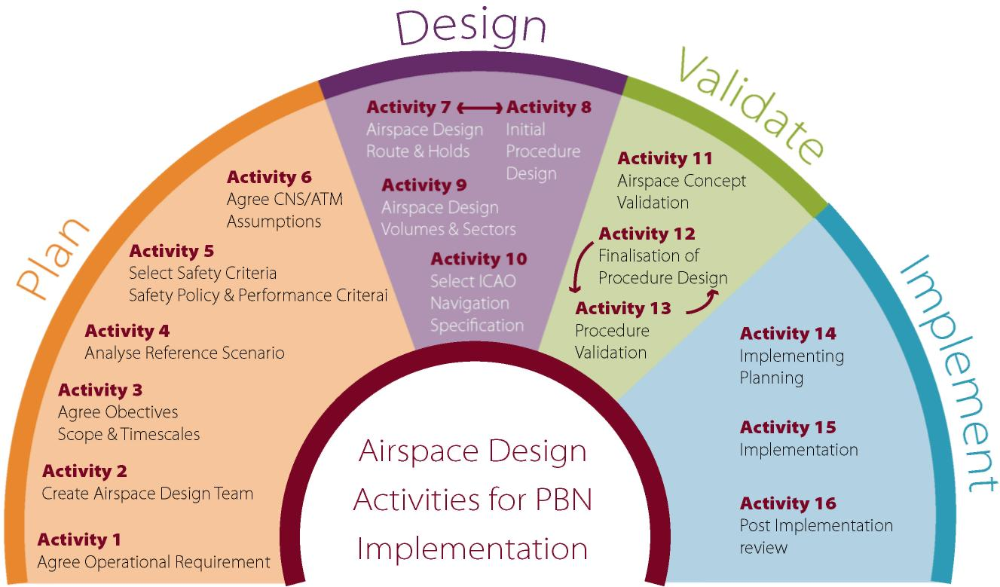 Design
Validate
Plan
Implement
Activity 7
Airspace Design
Route & Holds
Activity 8
Initial
Procedure
Design
Activity 9
Airspace Design
Volumes & Sectors
Activity 10
Select ICAO
Navigation
Specification
Activity 11
Airspace Concept
Validation
Activity 12
Finalisation of
Procedure Design
Activity 13
Procedure
Validation
Activity 6
Agree CNS/ATM
Assumptions
Activity 5
Select Safety Criteria
Safety Policy & Performance Criterai
Activity 4
Analyse Reference Scenario
Activity 3
Agree Obectives
Scope & Timescales
Activity 2
Create Airspace Design Team
Activity 1
Agree Operational Requirement
Activity 14
Implementing
Planning
Activity 15
Implementation
Activity 16
Post Implementation
review
Airspace Design
Activities for PBN
Implementation